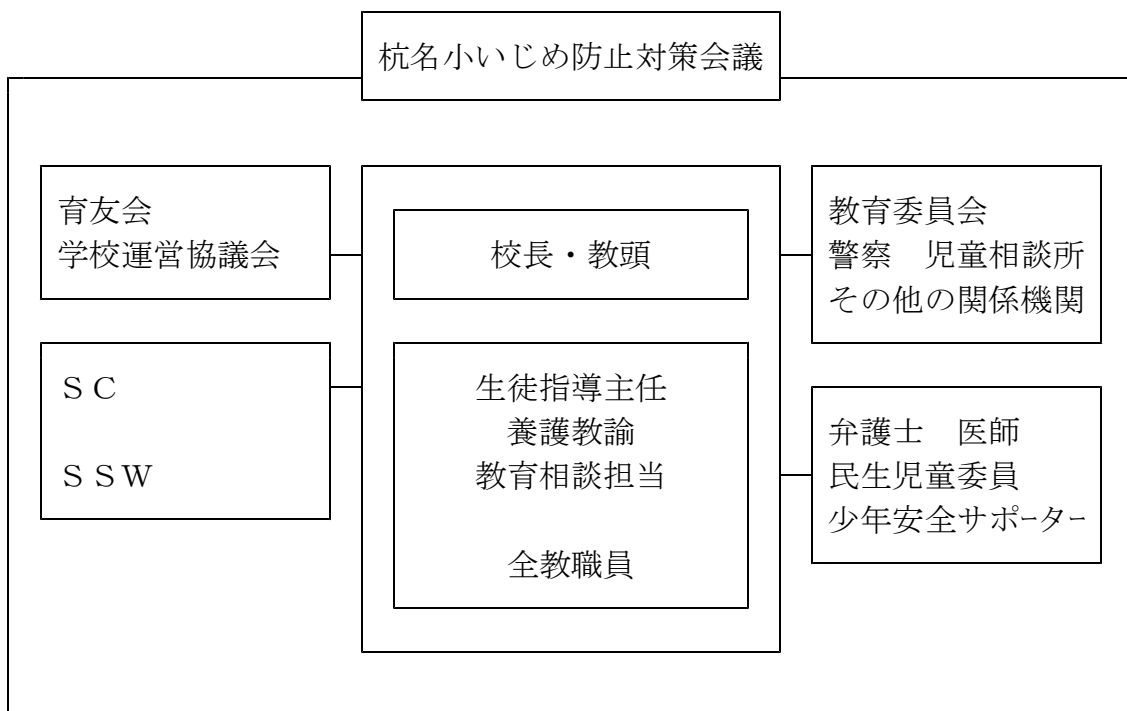 杭名小いじめ防止対策会議
育友会
学校運営協議会
ＳＣ
ＳＳＷ
校長・教頭
生徒指導主任
養護教諭
教育相談担当
全教職員
教育委員会
警察　児童相談所
その他の関係機関
弁護士　医師
民生児童委員
少年安全サポーター